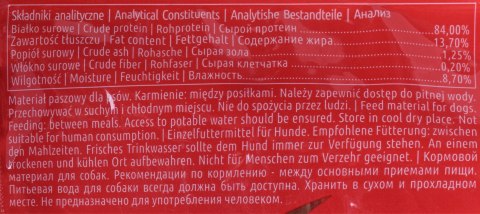 Składniki analityczne | Analytical Constituents | Analytishe Bestandteile | Анализ
Białko surowe | Crude protein | Rohprotein | Сырой протеин 84,00%
Zawartość tłuszczu | Fat content | Fettgehalt | Содержание жира 13,70%
Popiół surowy | Crude ash | Rohasche | Сырая зола 1,25%
Włókno surowe | Crude fiber | Rohfaser | Сырая клетчатка 0,20%
Wilgotność | Moisture | Feuchtigkeit | Влажность 8,70%
Materiał paszowy dla psów. Karmienie: między posiłkami. Należy zapewnić dostęp do pitnej wody.
Przechowywać w suchym i chłodnym miejscu. Nie do spożycia przez ludzi. | Feed material for dogs.
Feeding: between meals. Access to potable water should be ensured. Store in cool dry place. Not
suitable for human consumption. | Einzelfuttermittel für Hunde. Empfohlene Fütterung: zwischen
den Mahlzeiten. Frisches Trinkwasser sollte dem Hund immer zur Verfügung stehen. An einem
trockenen und kühlen Ort aufbewahren. Nicht für Menschen zum Verzehr geeignet. | Кормовой
материал для собак. Рекомендации по кормлению - между основными приемами пищи.
Питьевая вода для собаки всегда должна быть доступна. Хранить в сухом и прохладном
месте. Не предназначено для употребления человеком.